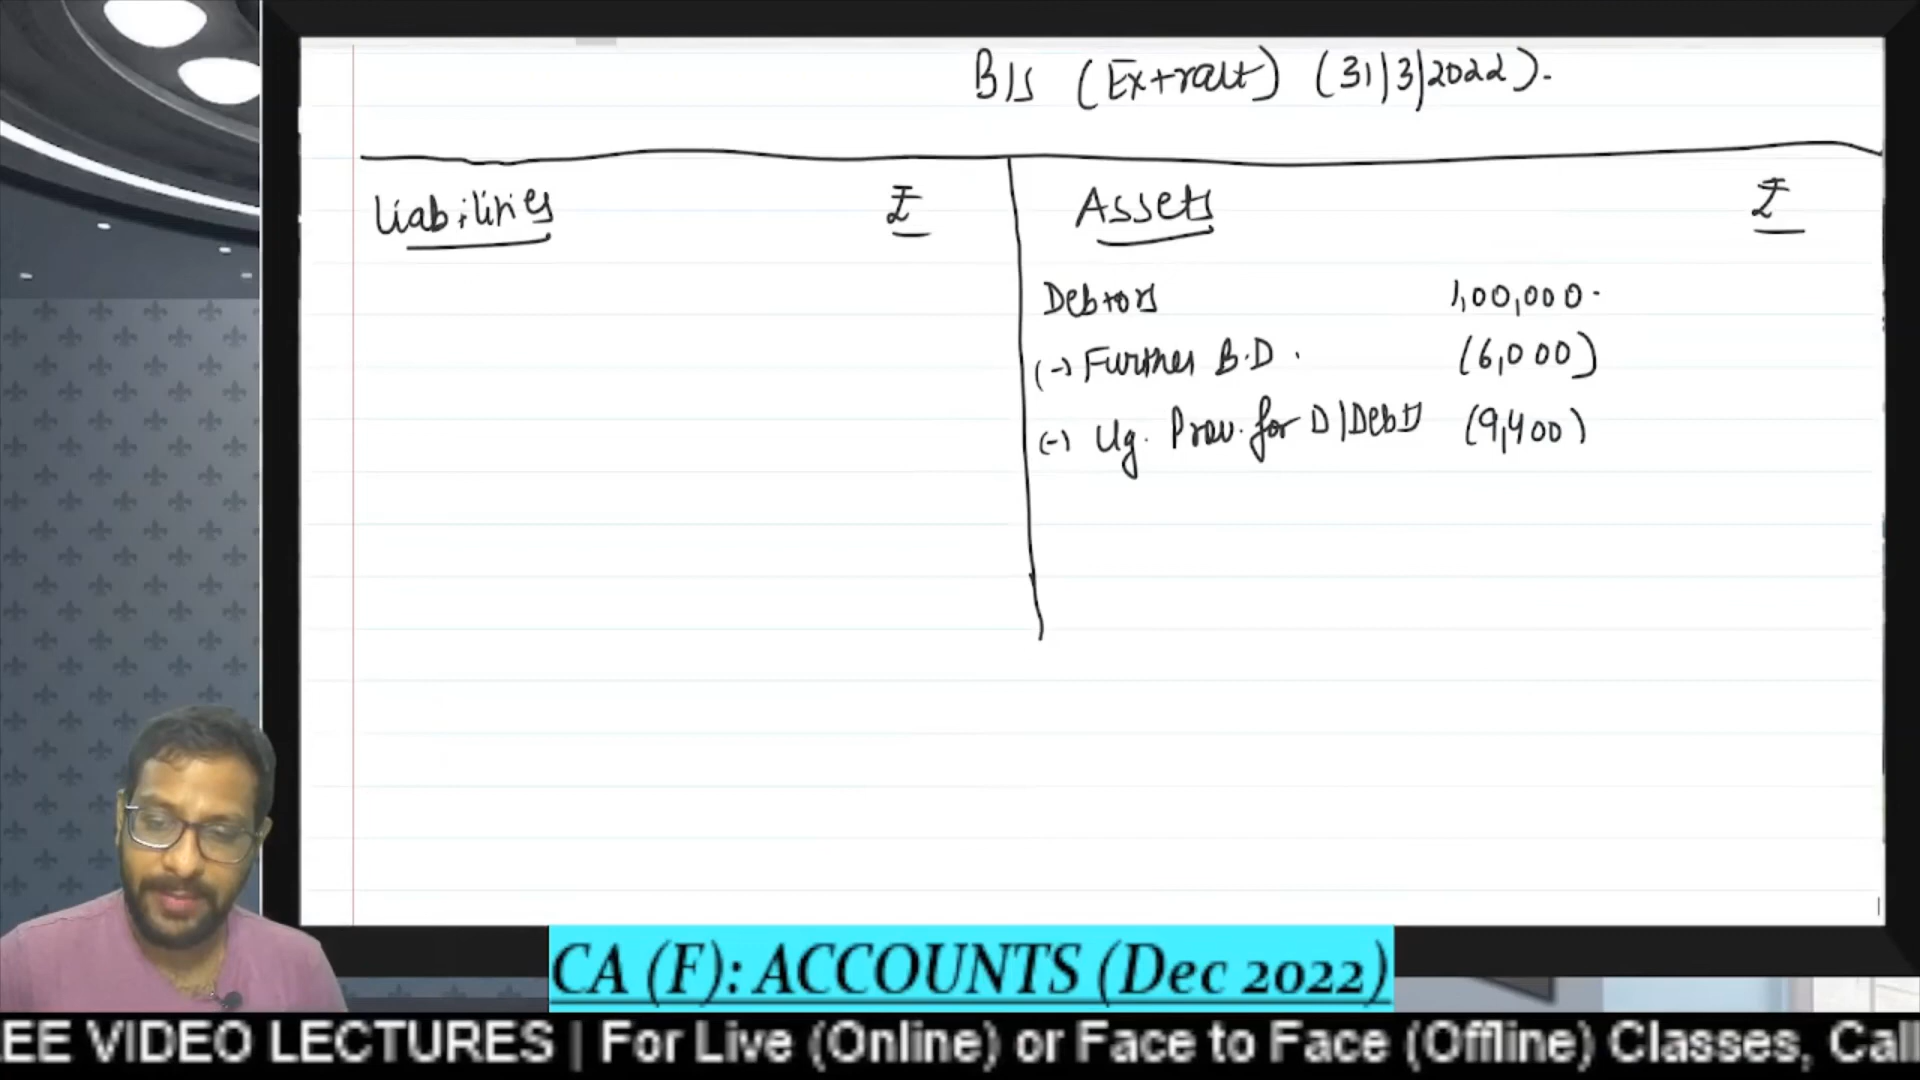 B/S (Extract) (31/3/2022).
Liabilities ₹ Assets ₹
Debtors 1,00,000.
(-) Further B.D. (6,000)
(-) Clg. Prov. for D/Debts (9,400)
CA (F): ACCOUNTS (Dec 2022)
EE VIDEO LECTURES | For Live (Online) or Face to Face (Offline) Classes, Call